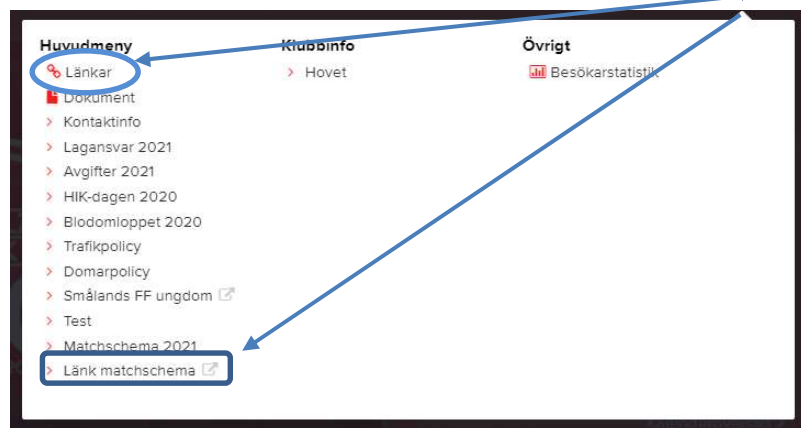 Huvudmeny
Länkar
Dokument
Kontaktinfo
Lagansvar 2021
Avgifter 2021
HIK-dagen 2020
Blodomloppet 2020
Trafikpolicy
Domarpolicy
Smålands FF ungdom
Test
Matchschema 2021
Länk matchschema
Klubbinfo
Hovet
Övrigt
Besökarstatistik